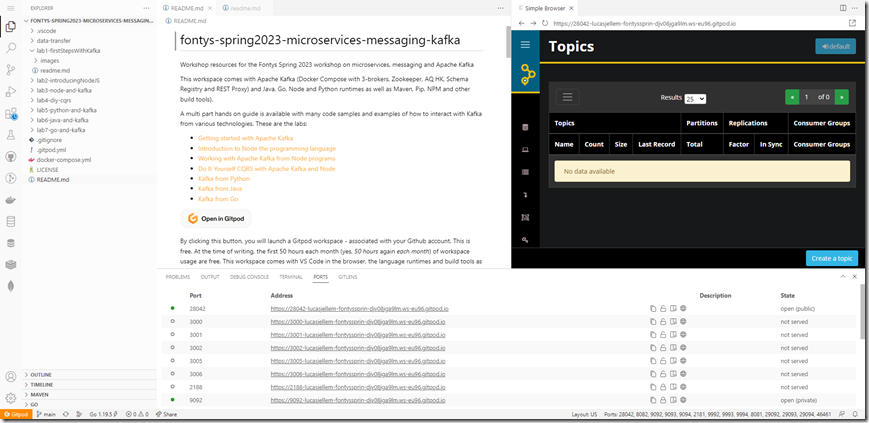 EXPLORER
FONTYS-SPRING2023-MICROSERVICES-MESSAGIN...
.vscode
data-transfer
lab1-firstStepsWithKafka
images
readme.md
lab2-introducingNodeJS
lab3-node-and-kafka
lab4-diy-cqrs
lab5-python-and-kafka
lab6-java-and-kafka
lab7-go-and-kafka
.gitignore
.gitpod.yml
docker-compose.yml
LICENSE
README.md
OUTLINE
TIMELINE
MAVEN
GO
README.md
readme.md
README.md
fontys-spring2023-microservices-messaging-kafka
Workshop resources for the Fontys Spring 2023 workshop on microservices, messaging and Apache Kafka
This workspace comes with Apache Kafka (Docker Compose with 3-brokers, Zookeeper, AQ HK, Schema
Registry and REST Proxy) and Java, Go, Node and Python runtimes as well as Maven, Pip, NPM and other
build tools).
A multi part hands on guide is available with many code samples and examples of how to interact with Kafka
from various technologies. These are the labs:
Getting started with Apache Kafka
Introduction to Node the programming language
Working with Apache Kafka from Node programs
Do It Yourself CQRS with Apache Kafka and Node
Kafka from Python
Kafka from Java
Kafka from Go
Open in Gitpod
By clicking this button, you will launch a Gitpod workspace - associated with your Github account. This is
free. At the time of writing, the first 50 hours each month (yes, 50 hours again each month) of workspace
usage are free. This workspace comes with VS Code in the browser, the language runtimes and build tools as
Simple Browser
https://28042-lucasjellem-fontysspin-djv08jga9lm.ws-eu96.gitpod.io
Topics
default
Results
25
« 1 of 0 »
Topics Partitions Replications Consumer Groups
Name Count Size Last Record Total Factor In Sync Consumer Groups
No data available
Create a topic
PROBLEMS OUTPUT DEBUG CONSOLE TERMINAL PORTS GITLENS
Port Address Description State
28042 https://28042-lucasjellem-fontyssprin-djv08jga9lm.ws-eu96.gitpod.io open (public)
3000 https://3000-lucasjellem-fontyssprin-djv08jga9lm.ws-eu96.gitpod.io not served
3001 https://3001-lucasjellem-fontyssprin-djv08jga9lm.ws-eu96.gitpod.io not served
3002 https://3002-lucasjellem-fontyssprin-djv08jga9lm.ws-eu96.gitpod.io not served
3005 https://3005-lucasjellem-fontyssprin-djv08jga9lm.ws-eu96.gitpod.io not served
3006 https://3006-lucasjellem-fontyssprin-djv08jga9lm.ws-eu96.gitpod.io not served
2188 https://2188-lucasjellem-fontyssprin-djv08jga9lm.ws-eu96.gitpod.io not served
9092 https://9092-lucasjellem-fontyssprin-djv08jga9lm.ws-eu96.gitpod.io open (private)
Gitpod main Go 1.19.5 0 0 Share Layout: US Ports: 28042, 8082, 9092, 9093, 9094, 2181, 9992, 9993, 9994, 8081, 29092, 29093, 29094, 46461